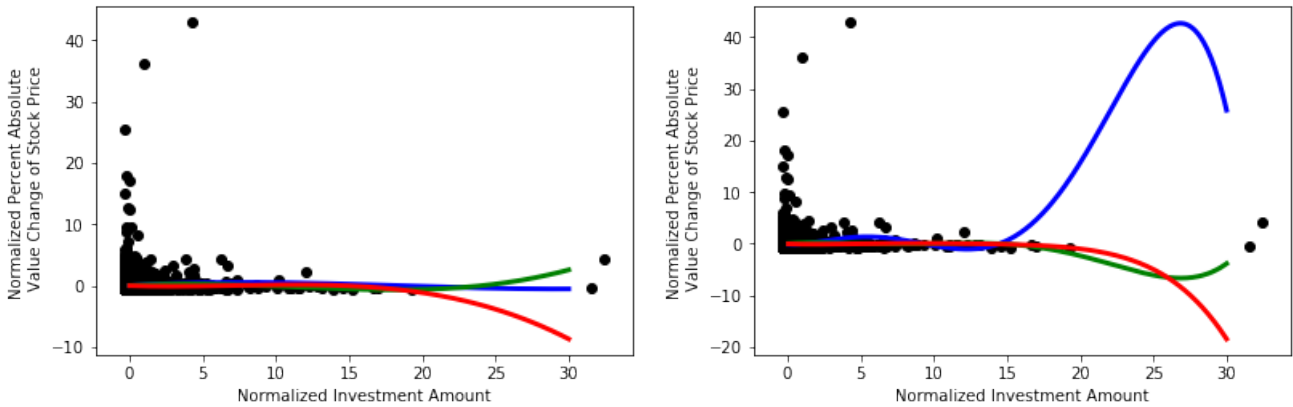 Normalized Percent Absolute
Value Change of Stock Price
40
30
20
10
0
−10
0 5 10 15 20 25 30
Normalized Investment Amount
Normalized Percent Absolute
Value Change of Stock Price
40
30
20
10
0
−10
−20
0 5 10 15 20 25 30
Normalized Investment Amount